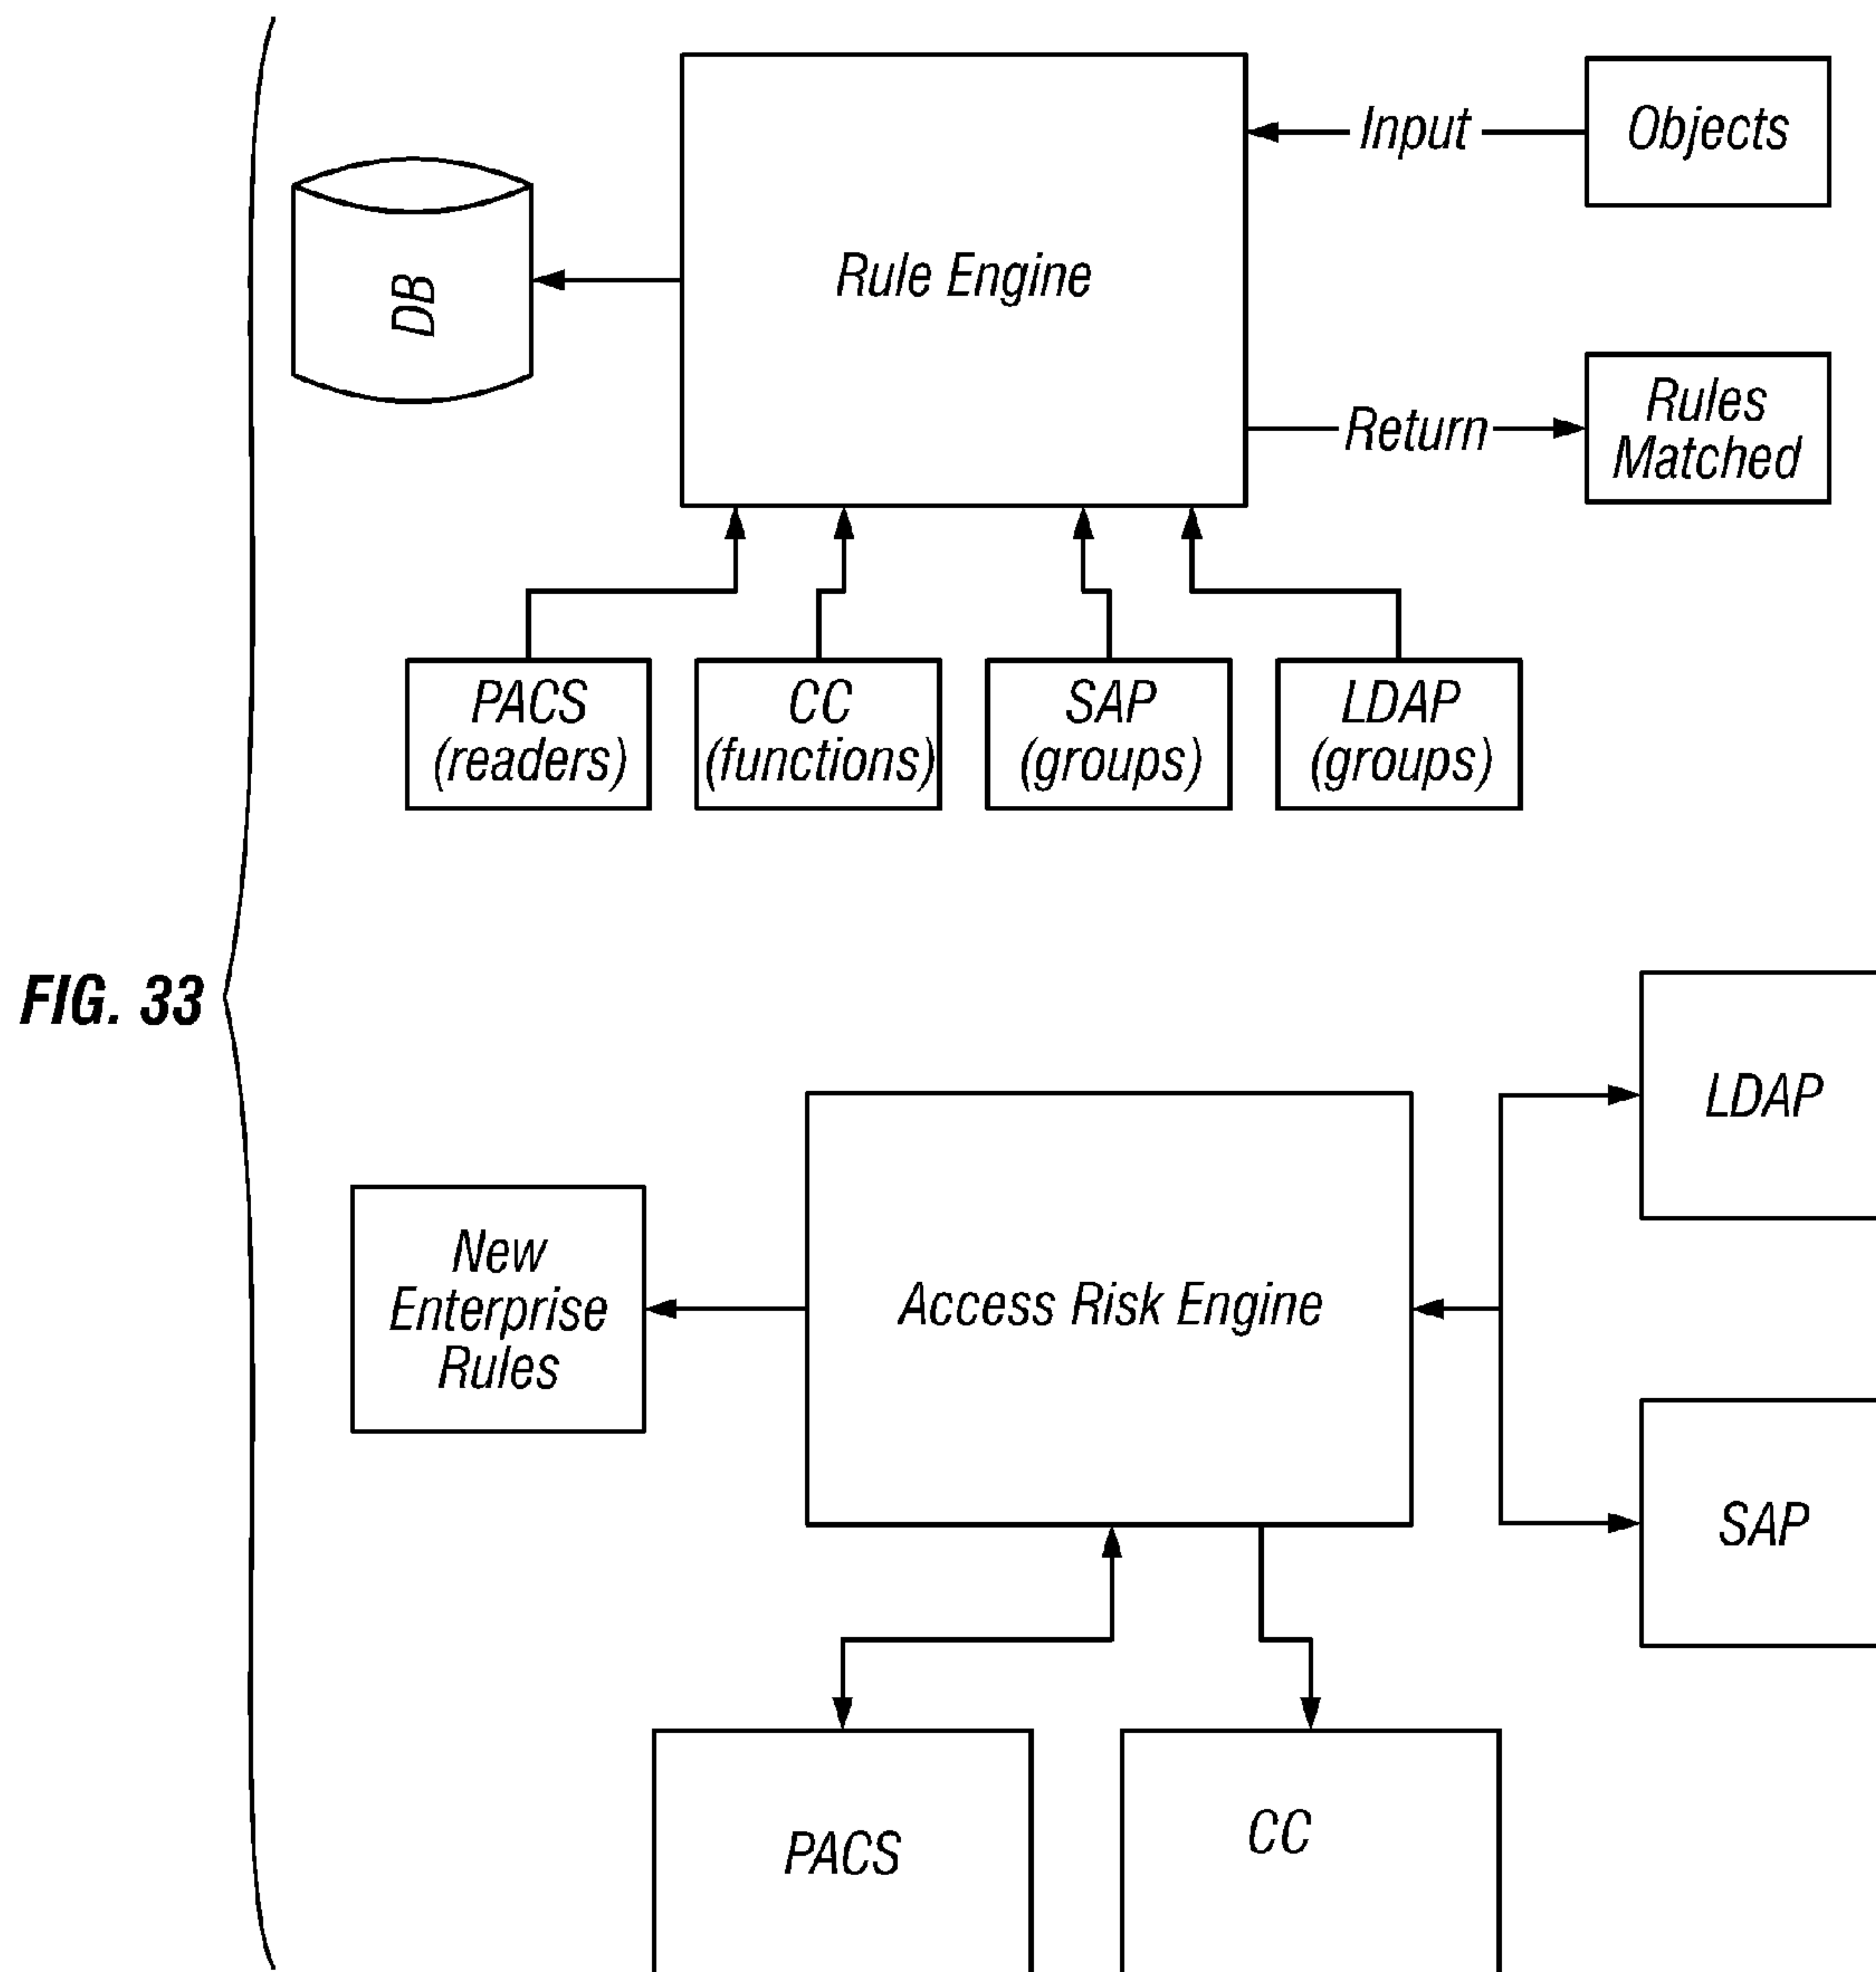 Input
Objects
DB
Rule Engine
Return
Rules
Matched
PACS
(readers)
CC
(functions)
SAP
(groups)
LDAP
(groups)
FIG. 33
LDAP
New
Enterprise
Rules
Access Risk Engine
SAP
PACS
CC